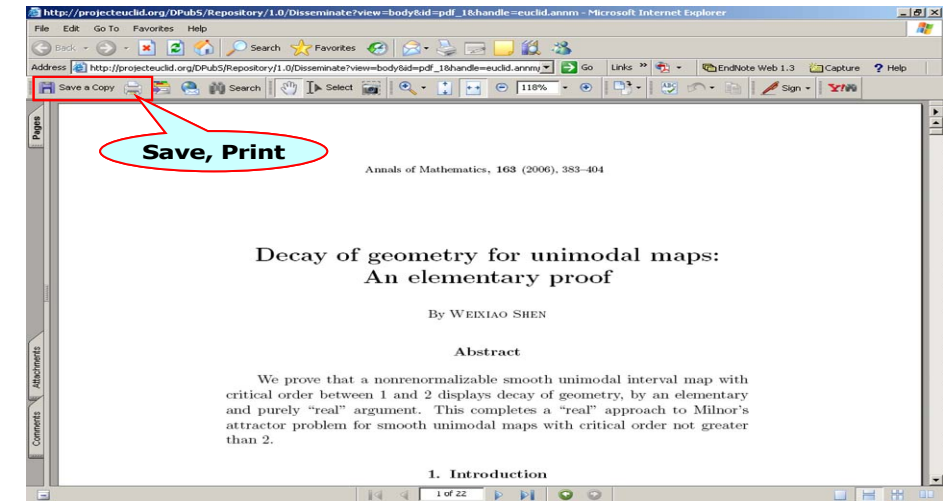 http://projecteuclid.org/DPubS/Repository/1.0/Disseminate?view=body&id=pdf_1&handle=euclid.annm - Microsoft Internet Explorer
File Edit Go To Favorites Help
Back Search Favorites
Address http://projecteuclid.org/DPubS/Repository/1.0/Disseminate?view=body&id=pdf_1&handle=euclid.annm/ Go Links » EndNote Web 1.3 Capture ? Help
Save a Copy Search Select 118% Sign
Pages
Save, Print
Annals of Mathematics, 163 (2006), 383–404
Decay of geometry for unimodal maps:
An elementary proof
By Weixiao Shen
Abstract
We prove that a nonrenormalizable smooth unimodal interval map with
critical order between 1 and 2 displays decay of geometry, by an elementary
and purely “real” argument. This completes a “real” approach to Milnor’s
attractor problem for smooth unimodal maps with critical order not greater
than 2.
1. Introduction
Attachments
Comments
1 of 22